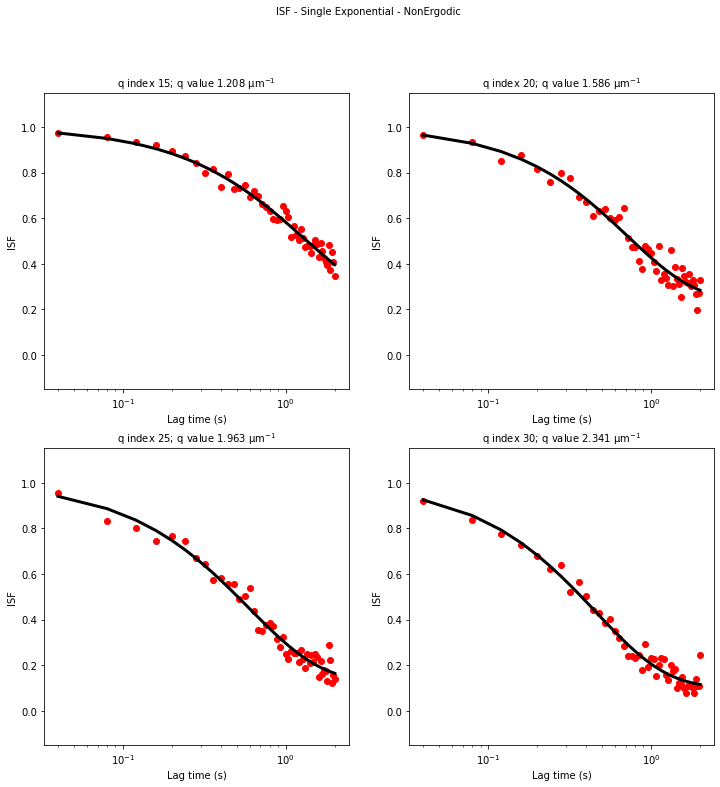 ISF - Single Exponential - NonErgodic
q index 15; q value 1.208 μm⁻¹
q index 20; q value 1.586 μm⁻¹
1.0
0.8
0.6
0.4
0.2
0.0
ISF
10⁻¹
10⁰
Lag time (s)
1.0
0.8
0.6
0.4
0.2
0.0
ISF
10⁻¹
10⁰
Lag time (s)
q index 25; q value 1.963 μm⁻¹
q index 30; q value 2.341 μm⁻¹
1.0
0.8
0.6
0.4
0.2
0.0
ISF
10⁻¹
10⁰
Lag time (s)
1.0
0.8
0.6
0.4
0.2
0.0
ISF
10⁻¹
10⁰
Lag time (s)